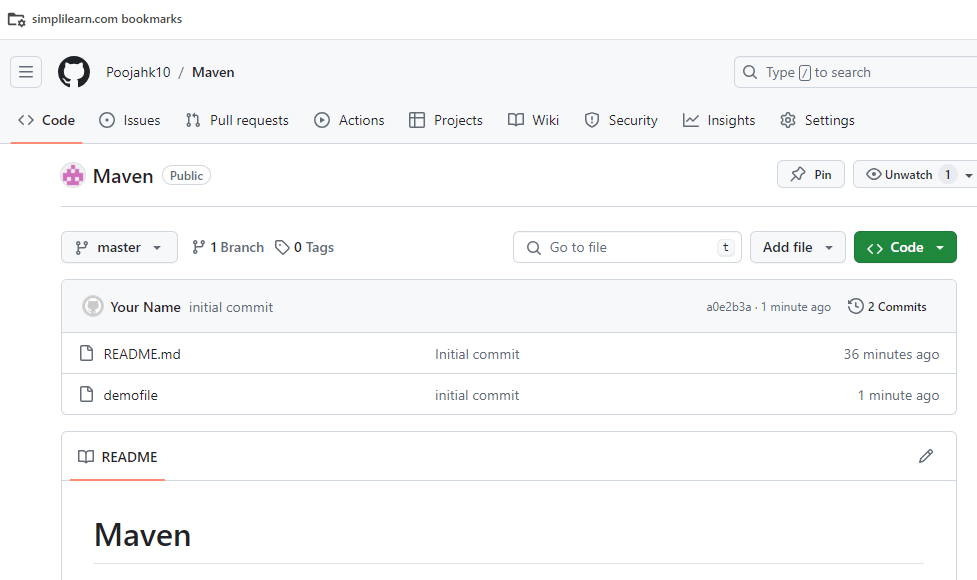 simplilearn.com bookmarks
Poojahk10 / Maven
Type / to search
Code Issues Pull requests Actions Projects Wiki Security Insights Settings
Maven Public
Pin Unwatch 1
master 1 Branch 0 Tags Go to file t Add file Code
Your Name initial commit a0e2b3a · 1 minute ago 2 Commits
README.md Initial commit 36 minutes ago
demofile initial commit 1 minute ago
README
Maven